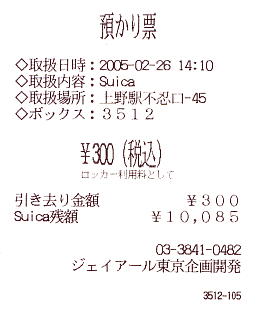 預かり票
◇取扱日時：2005-02-26 14:10
◇取扱内容：Suica
◇取扱場所：上野駅不忍口-45
◇ボックス：３５１２
￥300（税込）
ロッカー利用料として
引き去り金額 ￥３００
Suica残額 ￥１０,０８５
03-3841-0482
ジェイアール東京企画開発
3512-105